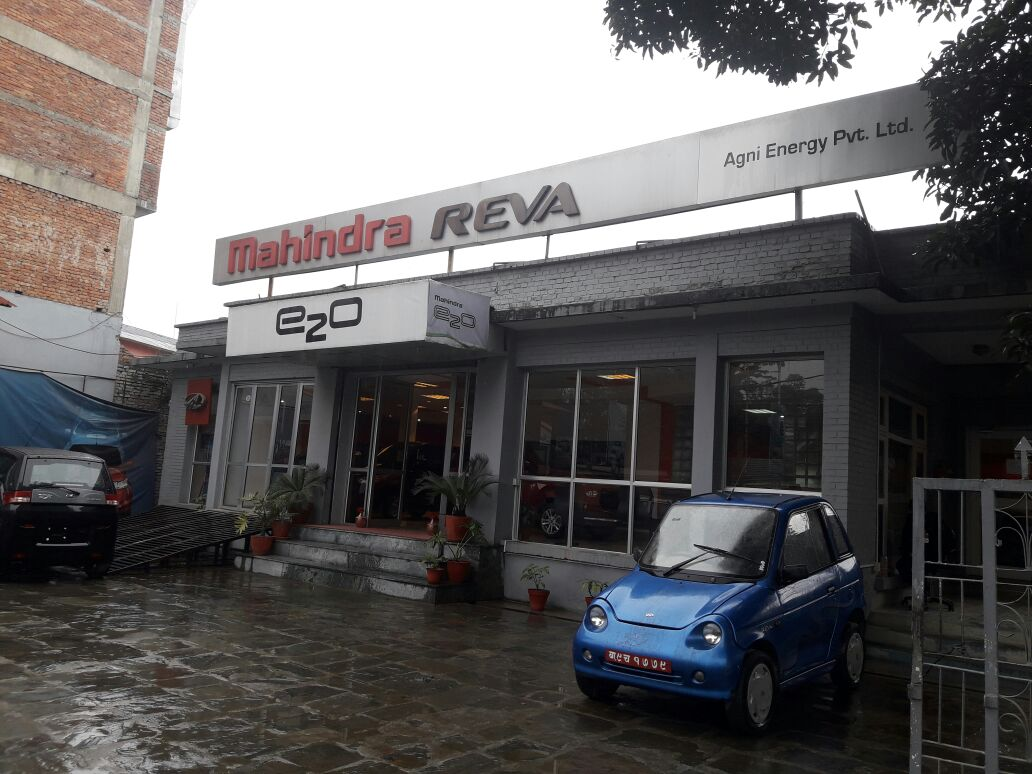 Agni Energy Pvt. Ltd.
mahindra REVA
e2O
mahindra
e2O